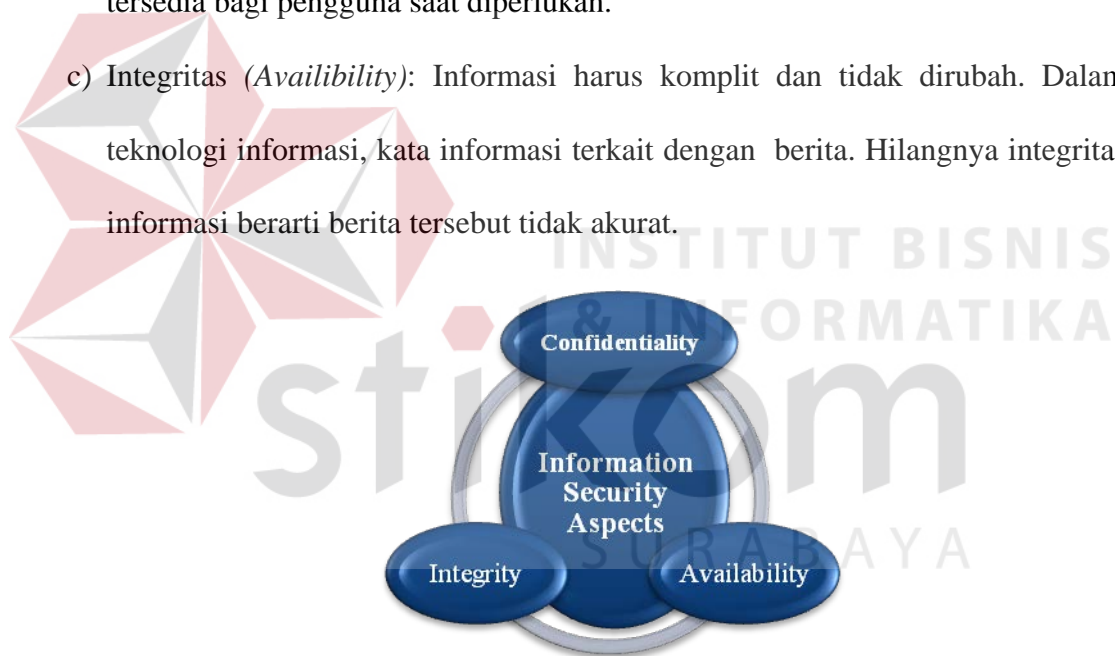 tersedia bagi pengguna saat diperlukan.
c) Integritas (Availibility): Informasi harus komplit dan tidak dirubah. Dalam
teknologi informasi, kata informasi terkait dengan berita. Hilangnya integrita
informasi berarti berita tersebut tidak akurat.
INSTITUT BISNIS
& INFORMATIKA
stikom
SURABAYA
Confidentiality
Information
Security
Aspects
Integrity
Availability